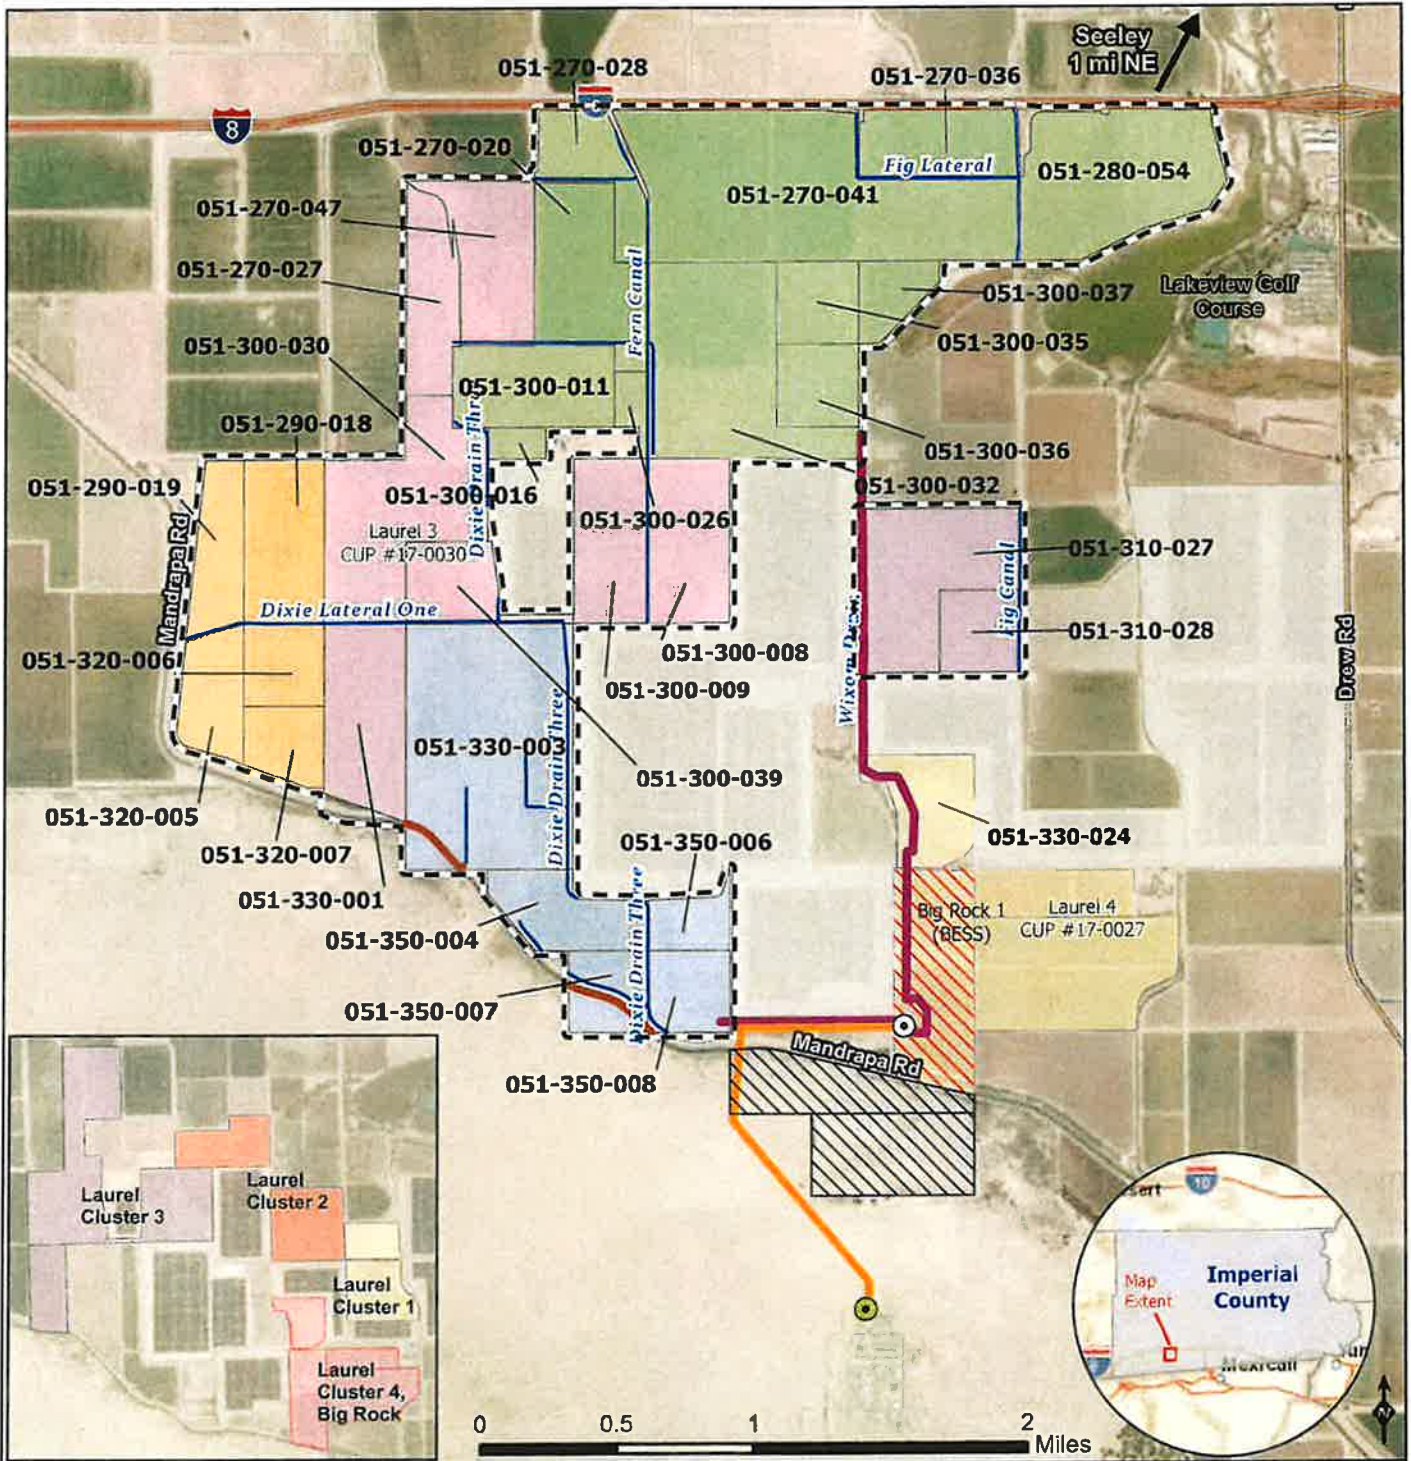 Seeley
1 mi NE
051-270-028
051-270-036
8
051-270-020
Fig Lateral
051-280-054
051-270-047
051-270-041
051-270-027
Fern Canal
051-300-037
Lakeview Golf
Course
051-300-030
051-300-035
051-300-011
051-290-018
Dixie Drain Three
051-300-036
051-290-019
051-300-016
051-300-032
Mandrapa Rd
Laurel 3
CUP #17-0030
051-300-026
051-310-027
Fig Canal
Dixie Lateral One
051-310-028
051-320-006
051-300-008
051-300-009
Wixom Drain
Drew Rd
051-330-003
Dixie Drain Three
051-300-039
051-320-005
051-330-024
051-320-007
051-350-006
051-330-001
Big Rock 1
(BESS)
Laurel 4
CUP #17-0027
051-350-004
Dixie Drain Three
051-350-007
Mandrapa Rd
051-350-008
Laurel
Cluster 3
Laurel
Cluster 2
Laurel
Cluster 1
Laurel
Cluster 4,
Big Rock
10
Imperial
County
Map
Extent
Mexicali
0 0.5 1 2
Miles
N